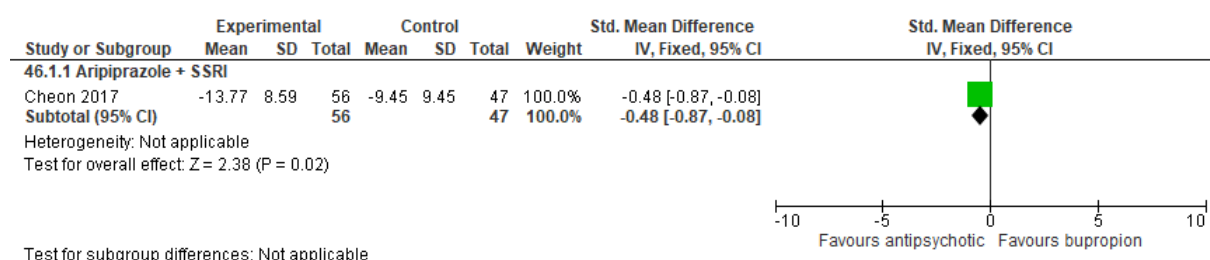 Experimental Control Std. Mean Difference Std. Mean Difference
Study or Subgroup Mean SD Total Mean SD Total Weight IV, Fixed, 95% CI IV, Fixed, 95% CI
46.1.1 Aripiprazole + SSRI
Cheon 2017 -13.77 8.59 56 -9.45 9.45 47 100.0% -0.48 [-0.87, -0.08]
Subtotal (95% CI) 56 47 100.0% -0.48 [-0.87, -0.08]
Heterogeneity: Not applicable
Test for overall effect: Z = 2.38 (P = 0.02)
-10 -5 0 5 10
Favours antipsychotic Favours bupropion
Test for subgroup differences: Not applicable